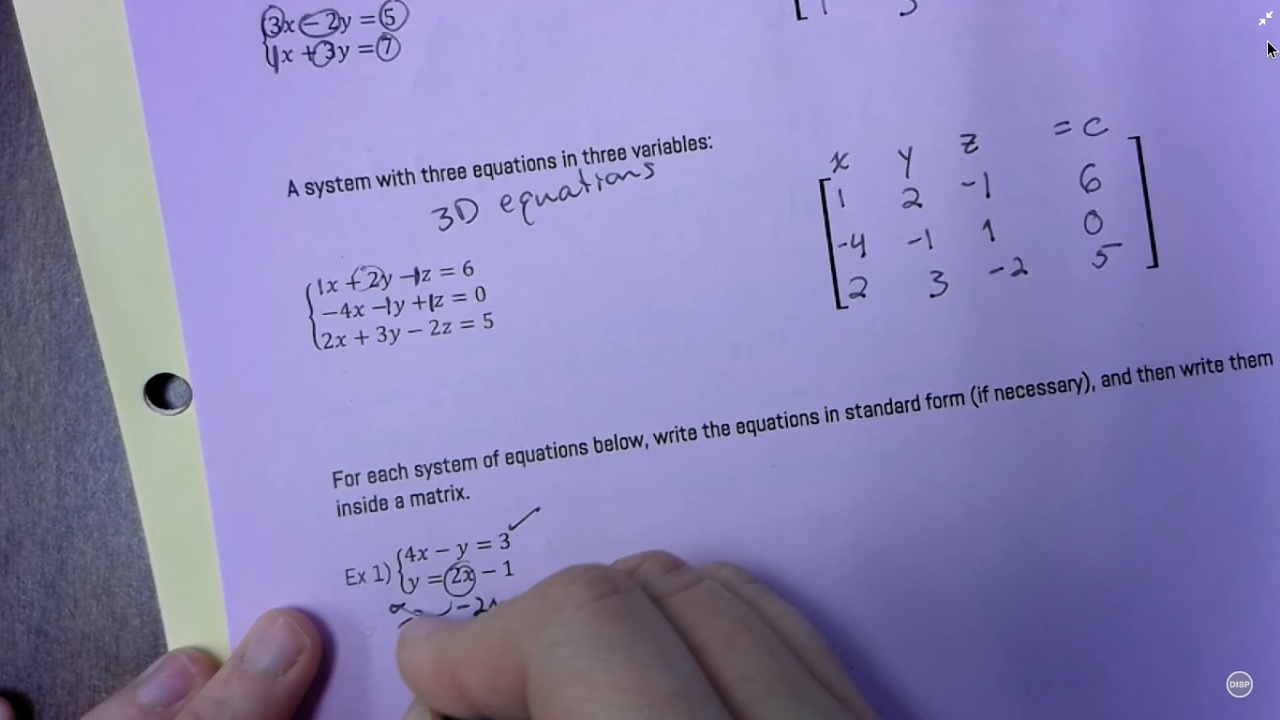 3x − 2y = 5
4x + 3y = 7
A system with three equations in three variables:
3D equations
1x + 2y − 1z = 6
−4x − 1y + 1z = 0
2x + 3y − 2z = 5
x y z = C
1 2 -1 6
-4 -1 1 0
2 3 -2 5
For each system of equations below, write the equations in standard form (if necessary), and then write them
inside a matrix.
Ex 1) 4x − y = 3 ✓
y = 2x − 1
DISP